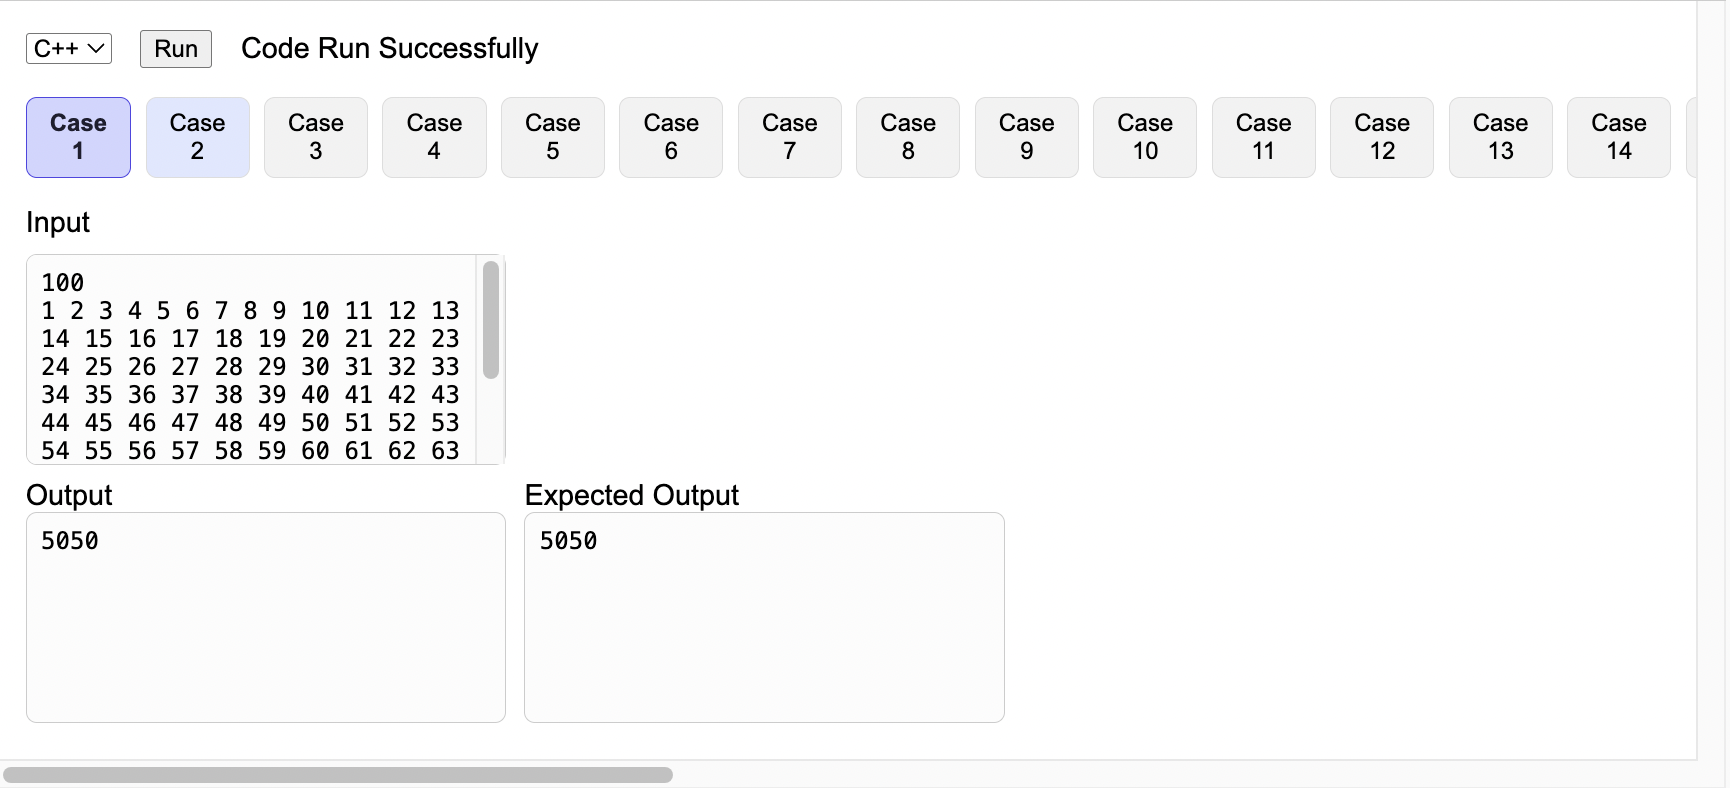 C++ Run Code Run Successfully
Case 1 Case 2 Case 3 Case 4 Case 5 Case 6 Case 7 Case 8 Case 9 Case 10 Case 11 Case 12 Case 13 Case 14
Input
100
1 2 3 4 5 6 7 8 9 10 11 12 13
14 15 16 17 18 19 20 21 22 23
24 25 26 27 28 29 30 31 32 33
34 35 36 37 38 39 40 41 42 43
44 45 46 47 48 49 50 51 52 53
54 55 56 57 58 59 60 61 62 63
Output Expected Output
5050 5050